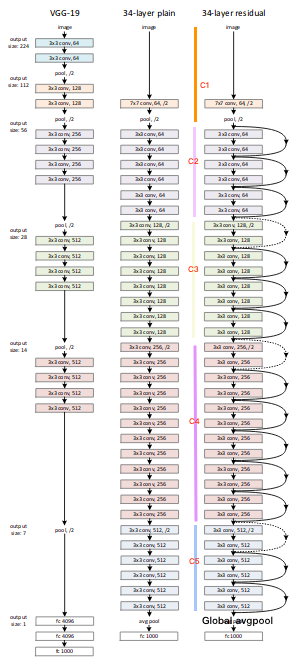 VGG-19
34-layer plain
34-layer residual
output
size: 224
output
size: 112
output
size: 56
output
size: 28
output
size: 14
output
size: 7
output
size: 1
image
3x3 conv, 64
3x3 conv, 64
pool, /2
3x3 conv, 128
3x3 conv, 128
pool, /2
3x3 conv, 256
3x3 conv, 256
3x3 conv, 256
3x3 conv, 256
pool, /2
3x3 conv, 512
3x3 conv, 512
3x3 conv, 512
3x3 conv, 512
pool, /2
3x3 conv, 512
3x3 conv, 512
3x3 conv, 512
3x3 conv, 512
pool, /2
fc 4096
fc 4096
fc 1000
image
7x7 conv, 64, /2
pool, /2
3x3 conv, 64
3x3 conv, 64
3x3 conv, 64
3x3 conv, 64
3x3 conv, 64
3x3 conv, 64
3x3 conv, 128, /2
3x3 conv, 128
3x3 conv, 128
3x3 conv, 128
3x3 conv, 128
3x3 conv, 128
3x3 conv, 128
3x3 conv, 128
3x3 conv, 256, /2
3x3 conv, 256
3x3 conv, 256
3x3 conv, 256
3x3 conv, 256
3x3 conv, 256
3x3 conv, 256
3x3 conv, 256
3x3 conv, 256
3x3 conv, 256
3x3 conv, 256
3x3 conv, 256
3x3 conv, 512, /2
3x3 conv, 512
3x3 conv, 512
3x3 conv, 512
3x3 conv, 512
3x3 conv, 512
avg pool
fc 1000
C1
C2
C3
C4
C5
image
7x7 conv, 64, /2
pool, /2
3x3 conv, 64
3x3 conv, 64
3x3 conv, 64
3x3 conv, 64
3x3 conv, 64
3x3 conv, 64
3x3 conv, 128, /2
3x3 conv, 128
3x3 conv, 128
3x3 conv, 128
3x3 conv, 128
3x3 conv, 128
3x3 conv, 128
3x3 conv, 128
3x3 conv, 256, /2
3x3 conv, 256
3x3 conv, 256
3x3 conv, 256
3x3 conv, 256
3x3 conv, 256
3x3 conv, 256
3x3 conv, 256
3x3 conv, 256
3x3 conv, 256
3x3 conv, 256
3x3 conv, 256
3x3 conv, 512, /2
3x3 conv, 512
3x3 conv, 512
3x3 conv, 512
3x3 conv, 512
3x3 conv, 512
Global avgpool
fc 1000